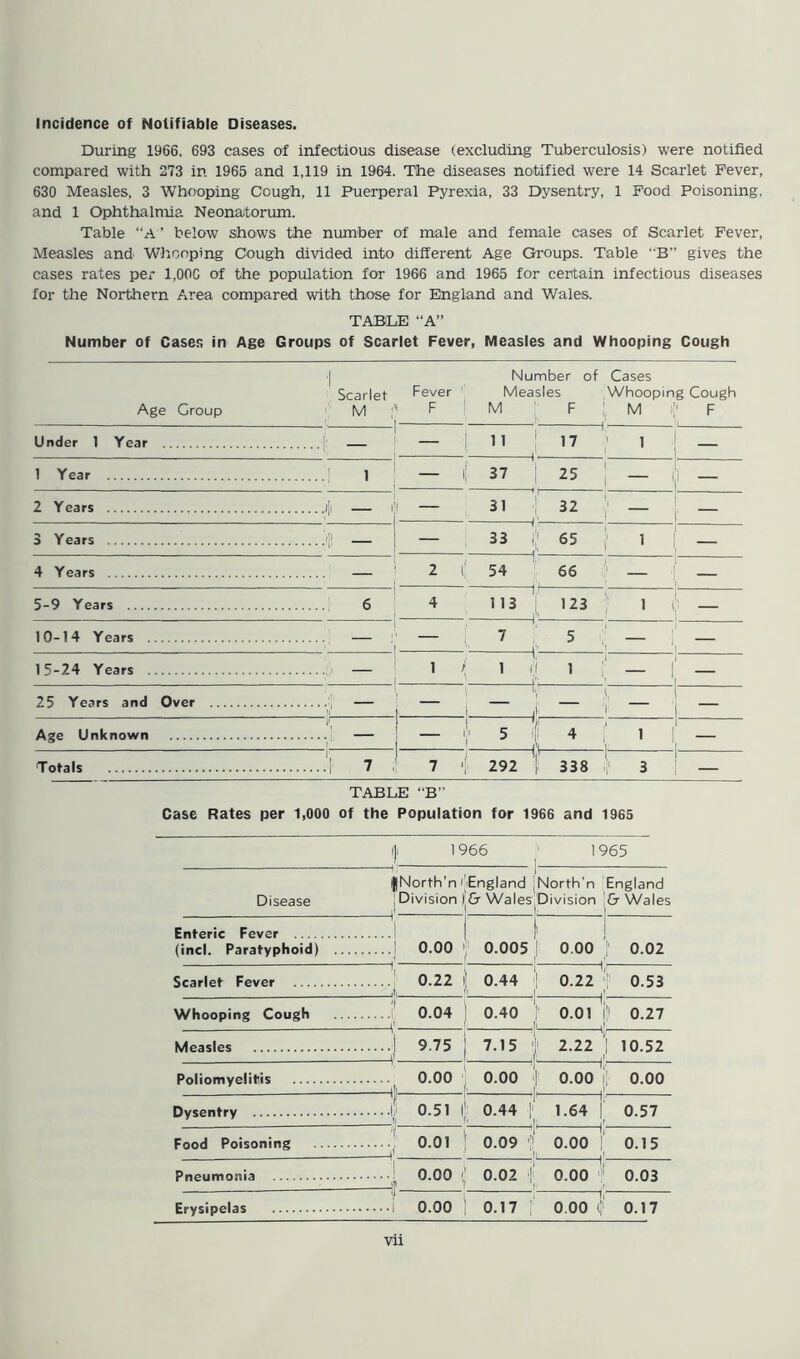 Incidence of Notifiable Diseases.
During 1966, 693 cases of infectious disease (excluding Tuberculosis) were notified
compared with 273 in 1965 and 1,119 in 1964. The diseases notified were 14 Scarlet Fever,
630 Measles, 3 Whooping Cough, 11 Puerperal Pyrexia, 33 Dysentry, 1 Food Poisoning,
and 1 Ophthalmia Neonatorum.
Table "A' below shows the number of male and female cases of Scarlet Fever,
Measles and Whooping Cough divided into different Age Groups. Table "B" gives the
cases rates per 1,000 of the population for 1966 and 1965 for certain infectious diseases
for the Northern Area compared with those for England and Wales.
TABLE "A"
Number of Cases in Age Groups of Scarlet Fever, Measles and Whooping Cough
Number of Cases
Scarlet Fever Measles Whooping Cough
Age Group M F M F M F
Under 1 Year — — 11 17 1 —
1 Year 1 — 37 25 — —
2 Years — — 31 32 — —
3 Years — — 33 65 1 —
4 Years — 2 54 66 — —
5-9 Years 6 4 113 123 1 —
10-14 Years — — 7 5 — —
15-24 Years — 1 1 1 — —
25 Years and Over — — — — — —
Age Unknown — — 5 4 1 —
Totals 7 7 292 338 3 —
TABLE "B"
Case Rates per 1,000 of the Population for 1966 and 1965
1966 1965
North'n England North'n England
Disease Division & Wales Division & Wales
Enteric Fever
(incl. Paratyphoid) 0.00 0.005 0.00 0.02
Scarlet Fever 0.22 0.44 0.22 0.53
Whooping Cough 0.04 0.40 0.01 0.27
Measles 9.75 7.15 2.22 10.52
Poliomyelitis 0.00 0.00 0.00 0.00
Dysentry 0.51 0.44 1.64 0.57
Food Poisoning 0.01 0.09 0.00 0.15
Pneumonia 0.00 0.02 0.00 0.03
Erysipelas 0.00 0.17 0.00 0.17
vii